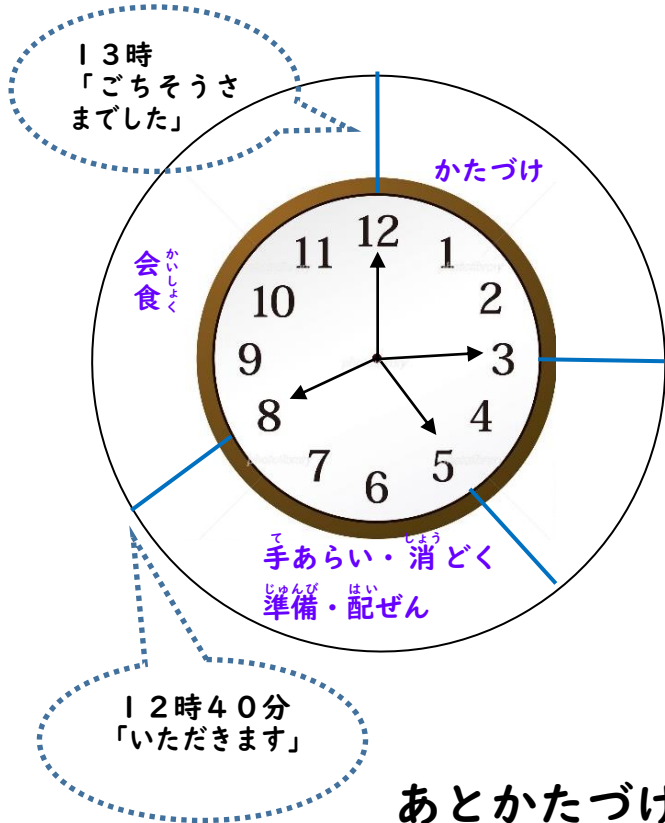 13時
「ごちそうさ
までした」
かたづけ
会食
かいしょく
12
11
1
10
2
9
3
8
4
7
5
6
て
しょう
手あらい・消どく
じゅんび
はい
準備・配ぜん
12時40分
「いただきます」
あとかたづけ